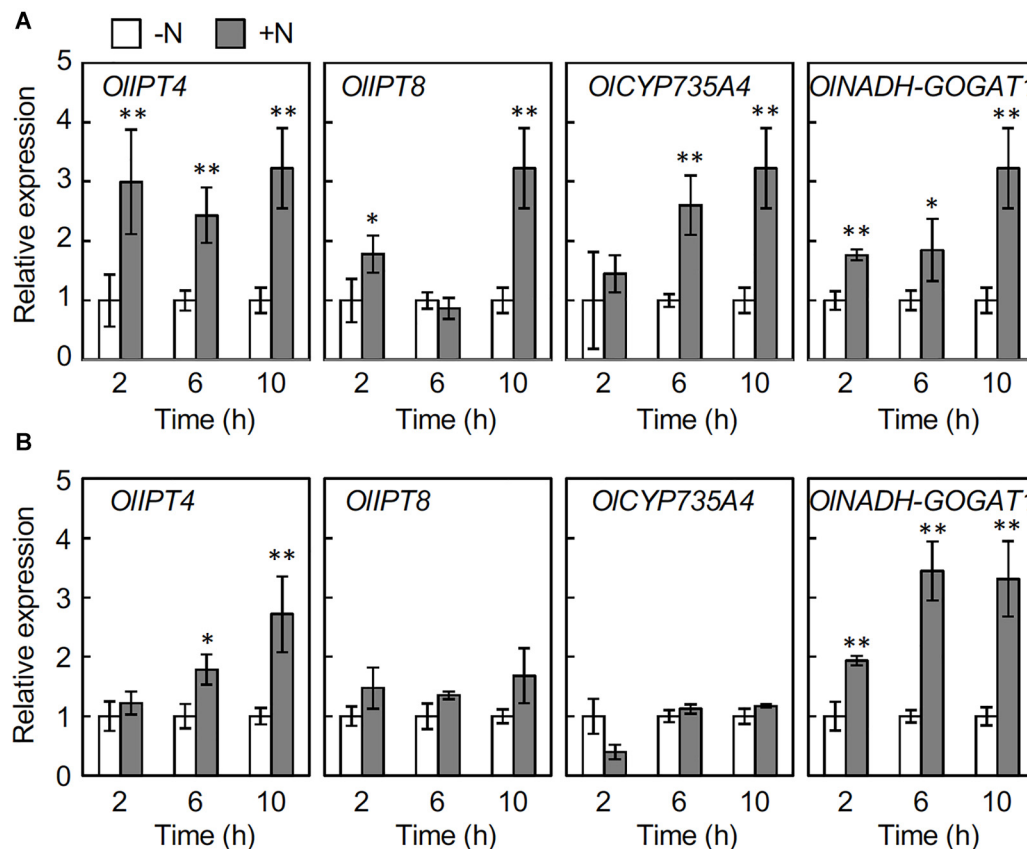 A
-N +N
OlIPT4 OlIPT8 OlCYP735A4 OlNADH-GOGAT1
** ** ** * ** ** ** ** * **
Relative expression
5
4
3
2
1
0
2 6 10 2 6 10 2 6 10 2 6 10
Time (h) Time (h) Time (h) Time (h)
B
OlIPT4 OlIPT8 OlCYP735A4 OlNADH-GOGAT1
* ** ** ** **
Relative expression
5
4
3
2
1
0
2 6 10 2 6 10 2 6 10 2 6 10
Time (h) Time (h) Time (h) Time (h)